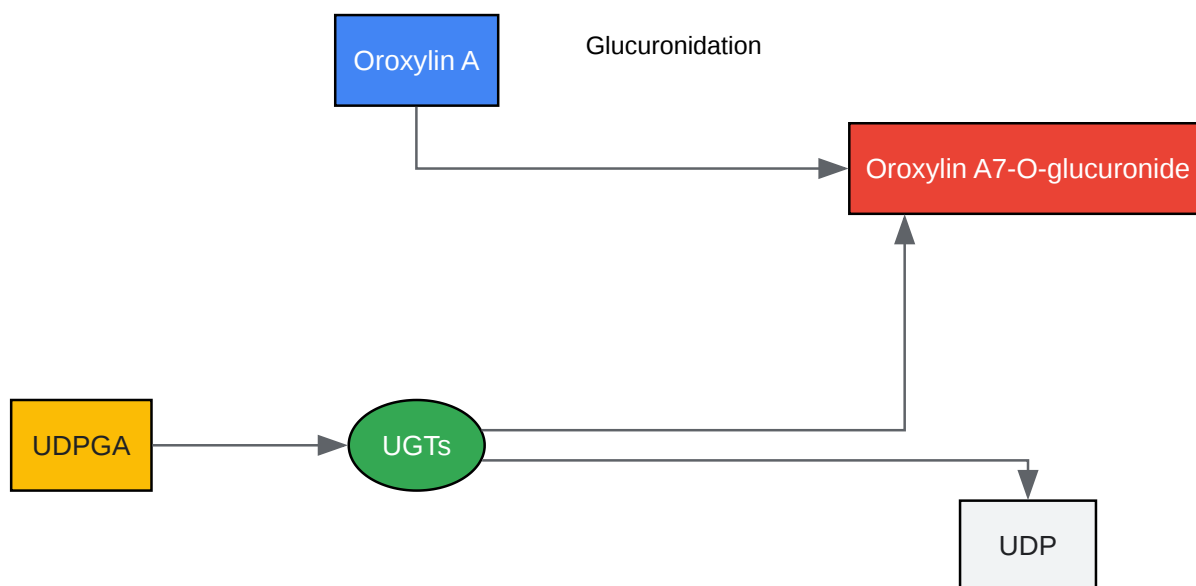 Oroxylin A
Glucuronidation
Oroxylin A7-O-glucuronide
UDPGA
UGTs
UDP